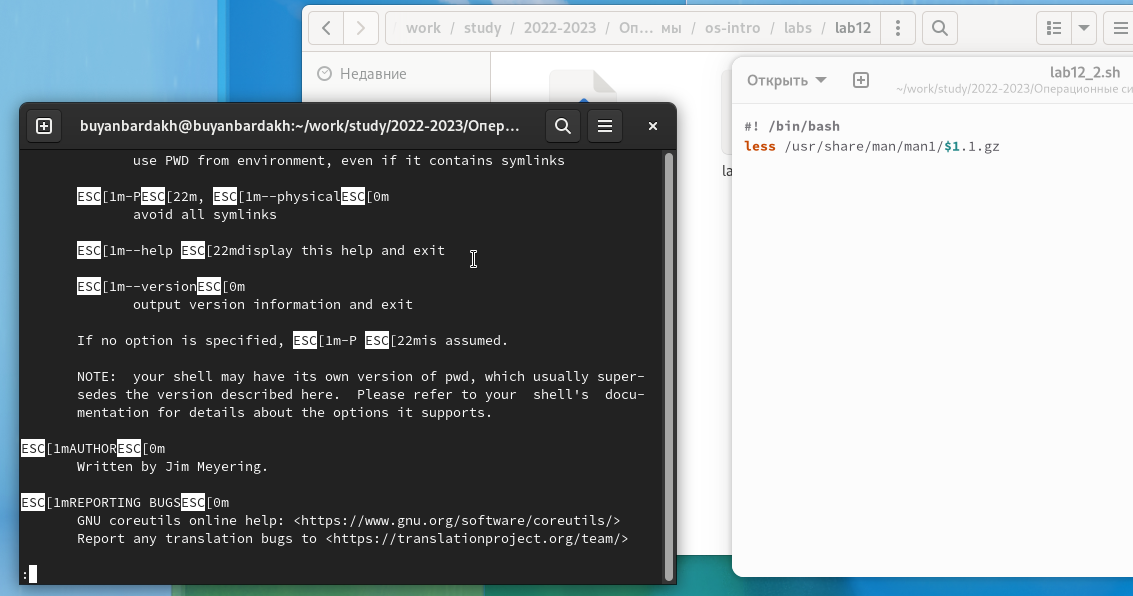 work / study / 2022-2023 / Оп… мы / os-intro / labs / lab12
Недавние
buyanbardakh@buyanbardakh:~/work/study/2022-2023/Опер…
use PWD from environment, even if it contains symlinks
ESC[1m-PESC[22m, ESC[1m--physicalESC[0m
avoid all symlinks
ESC[1m--help ESC[22mdisplay this help and exit
ESC[1m--versionESC[0m
output version information and exit
If no option is specified, ESC[1m-P ESC[22mis assumed.
NOTE:  your shell may have its own version of pwd, which usually super-
sedes the version described here.  Please refer to your  shell's  docu-
mentation for details about the options it supports.
ESC[1mAUTHORESC[0m
Written by Jim Meyering.
ESC[1mREPORTING BUGSESC[0m
GNU coreutils online help: <https://www.gnu.org/software/coreutils/>
Report any translation bugs to <https://translationproject.org/team/>
:
la
Открыть
lab12_2.sh
~/work/study/2022-2023/Операционные си
#! /bin/bash
less /usr/share/man/man1/$1.1.gz